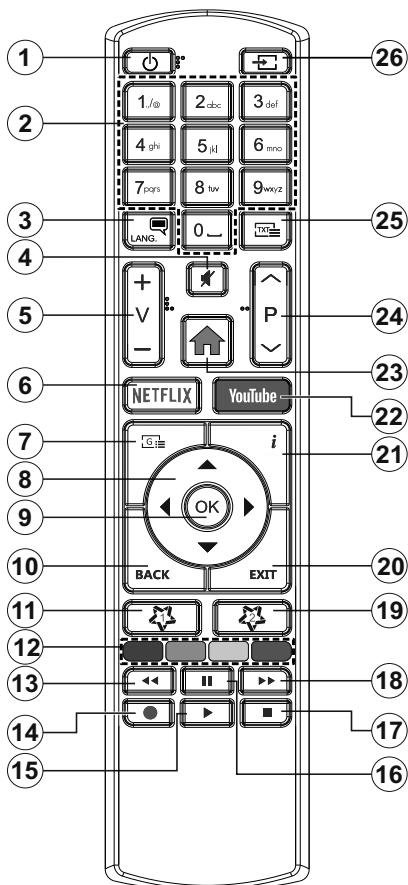 1
26
2
1.,/@
2abc
3def
4ghi
5jkl
6mno
7pqrs
8tuv
9wxyz
3
LANG.
0
TXT
25
4
+
V
−
P
5
24
23
6
NETFLIX
YouTube
22
7
G
i
21
8
OK
9
10
BACK
EXIT
20
11
1
2
19
12
13
18
14
15
16
17